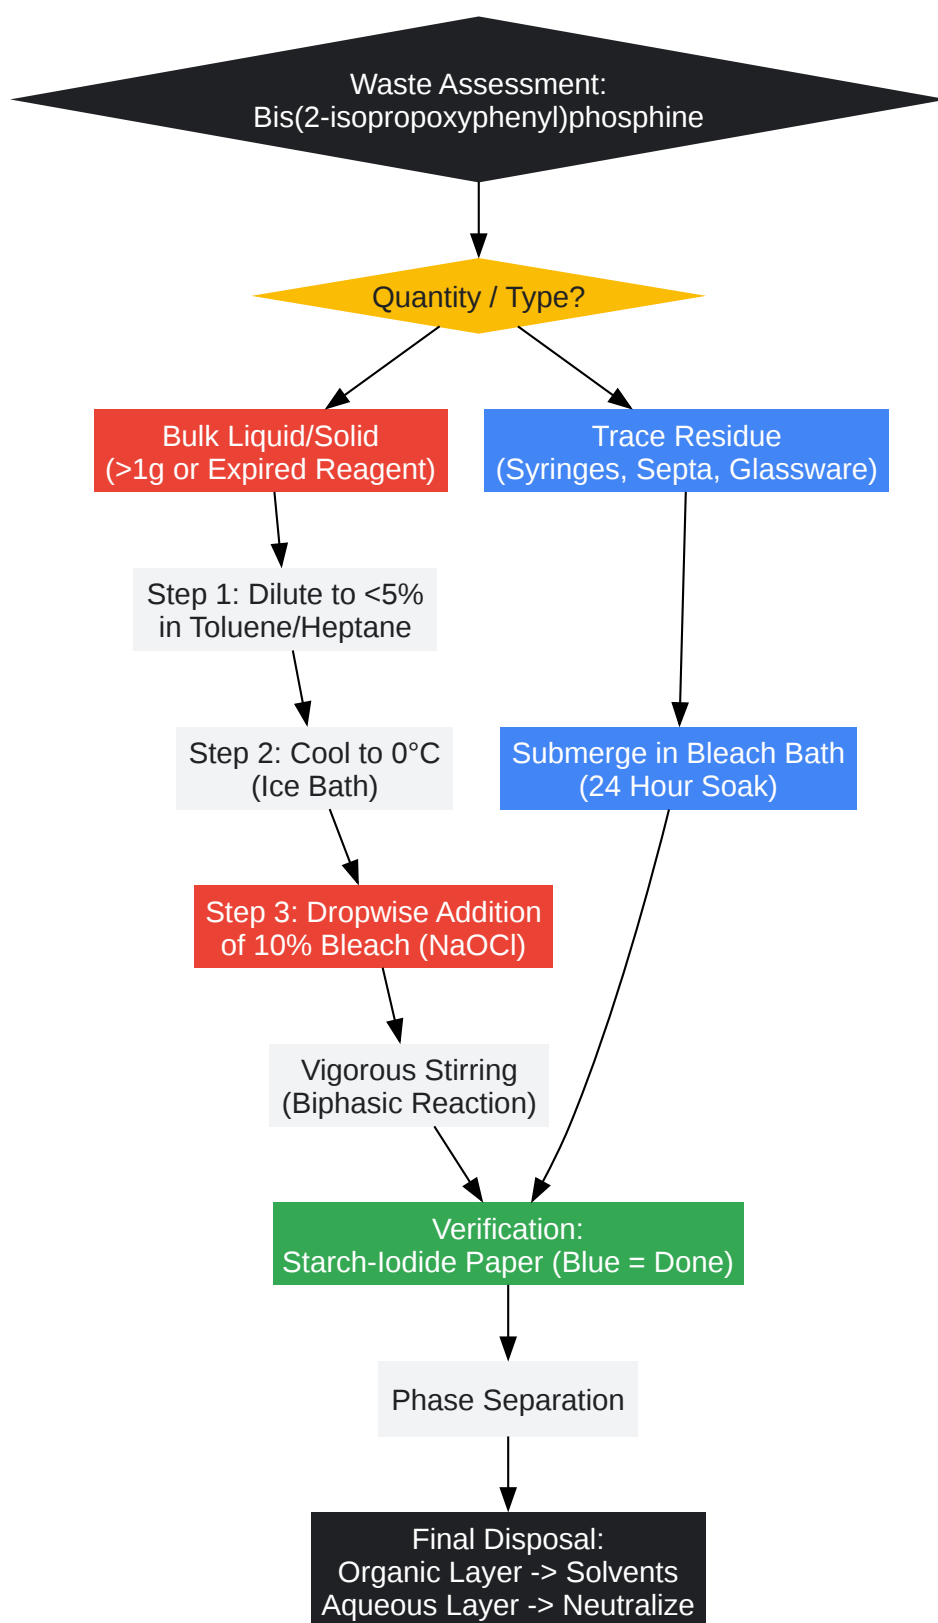 Waste Assessment:
Bis(2-isopropoxyphenyl)phosphine
Quantity / Type?
Bulk Liquid/Solid
(>1g or Expired Reagent)
Trace Residue
(Syringes, Septa, Glassware)
Step 1: Dilute to <5%
in Toluene/Heptane
Step 2: Cool to 0°C
(Ice Bath)
Submerge in Bleach Bath
(24 Hour Soak)
Step 3: Dropwise Addition
of 10% Bleach (NaOCl)
Vigorous Stirring
(Biphasic Reaction)
Verification:
Starch-Iodide Paper (Blue = Done)
Phase Separation
Final Disposal:
Organic Layer -> Solvents
Aqueous Layer -> Neutralize